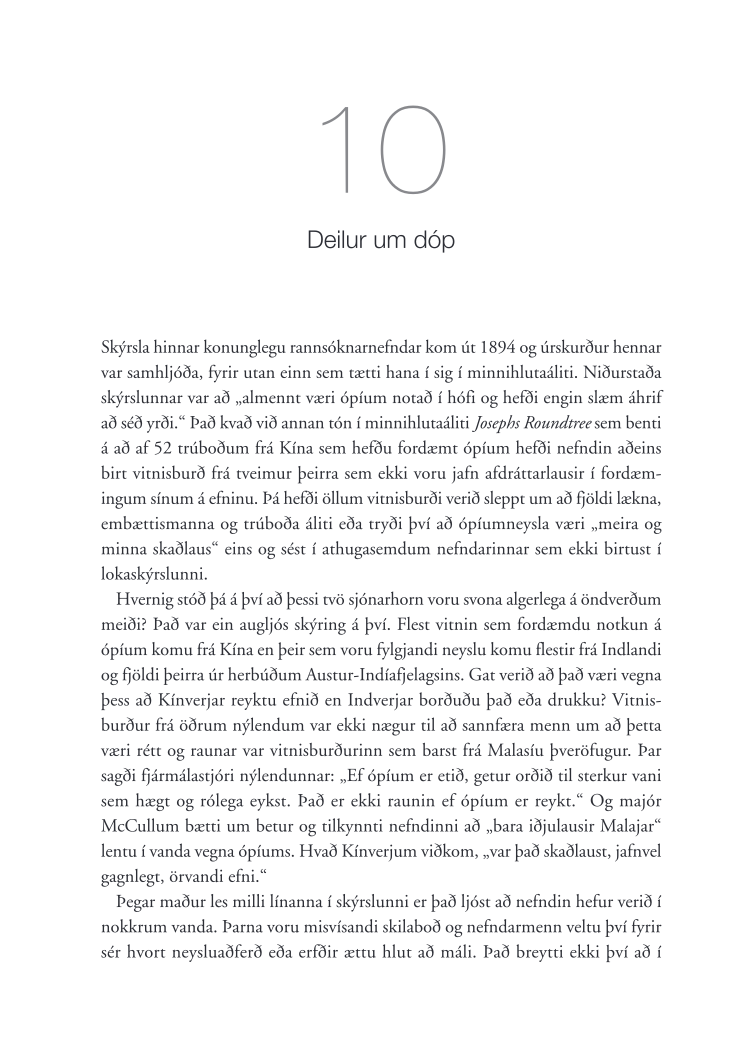 10
Deilur um dóp
Skýrsla hinnar konunglegu rannsóknarnefndar kom út 1894 og úrskurður hennar
var samhljóða, fyrir utan einn sem tætti hana í sig í minnihlutaáliti. Niðurstaða
skýrslunnar var að „almennt væri ópíum notað í hófi og hefði engin slæm áhrif
að séð yrði.“ Það kvað við annan tón í minnihlutaáliti Josephs Roundtree sem benti
á að af 52 trúboðum frá Kína sem hefðu fordæmt ópíum hefði nefndin aðeins
birt vitnisburð frá tveimur þeirra sem ekki voru jafn afdráttarlausir í fordæm-
ingum sínum á efninu. Þá hefði öllum vitnisburði verið sleppt um að fjöldi lækna,
embættismanna og trúboða áliti eða tryði því að ópíumneysla væri „meira og
minna skaðlaus“ eins og sést í athugasemdum nefndarinnar sem ekki birtust í
lokaskýrslunni.
Hvernig stóð þá á því að þessi tvö sjónarhorn voru svona algerlega á öndverðum
meiði? Það var ein augljós skýring á því. Flest vitnin sem fordæmdu notkun á
ópíum komu frá Kína en þeir sem voru fylgjandi neyslu komu flestir frá Indlandi
og fjöldi þeirra úr herbúðum Austur-Indíafjelagsins. Gat verið að það væri vegna
þess að Kínverjar reyktu efnið en Indverjar borðuðu það eða drukku? Vitnis-
burður frá öðrum nýlendum var ekki nægur til að sannfæra menn um að þetta
væri rétt og raunar var vitnisburðurinn sem barst frá Malasíu þveröfugur. Þar
sagði fjármálastjóri nýlendunnar: „Ef ópíum er etið, getur orðið til sterkur vani
sem hægt og rólega eykst. Það er ekki raunin ef ópíum er reykt.“ Og majór
McCullum bætti um betur og tilkynnti nefndinni að „bara iðjulausir Malajar“
lentu í vanda vegna ópíums. Hvað Kínverjum viðkom, „var það skaðlaust, jafnvel
gagnlegt, örvandi efni.“
Þegar maður les milli línanna í skýrslunni er það ljóst að nefndin hefur verið í
nokkrum vanda. Þarna voru misvísandi skilaboð og nefndarmenn veltu því fyrir
sér hvort neysluaðferð eða erfðir ættu hlut að máli. Það breytti ekki því að í